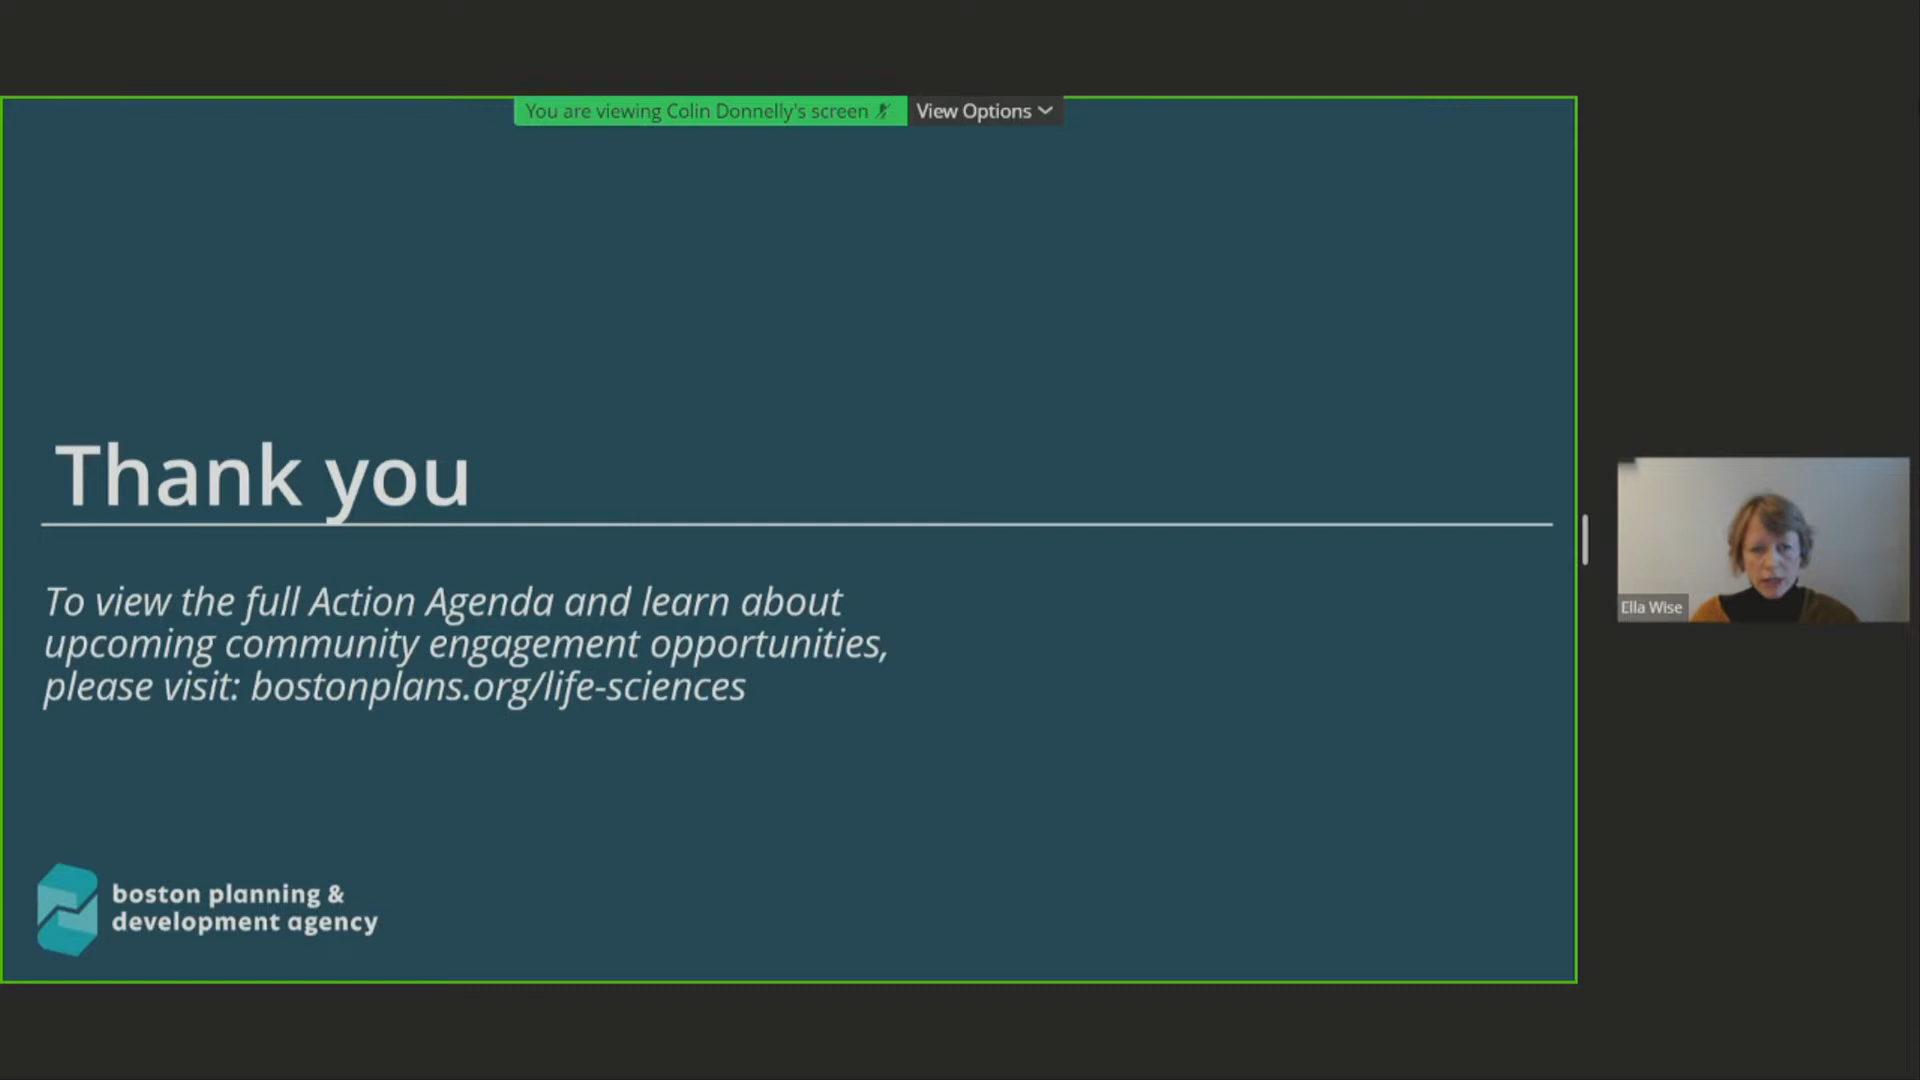 You are viewing Colin Donnelly's screen
View Options
Thank you
To view the full Action Agenda and learn about
upcoming community engagement opportunities,
please visit: bostonplans.org/life-sciences
Ella Wise
boston planning &
development agency